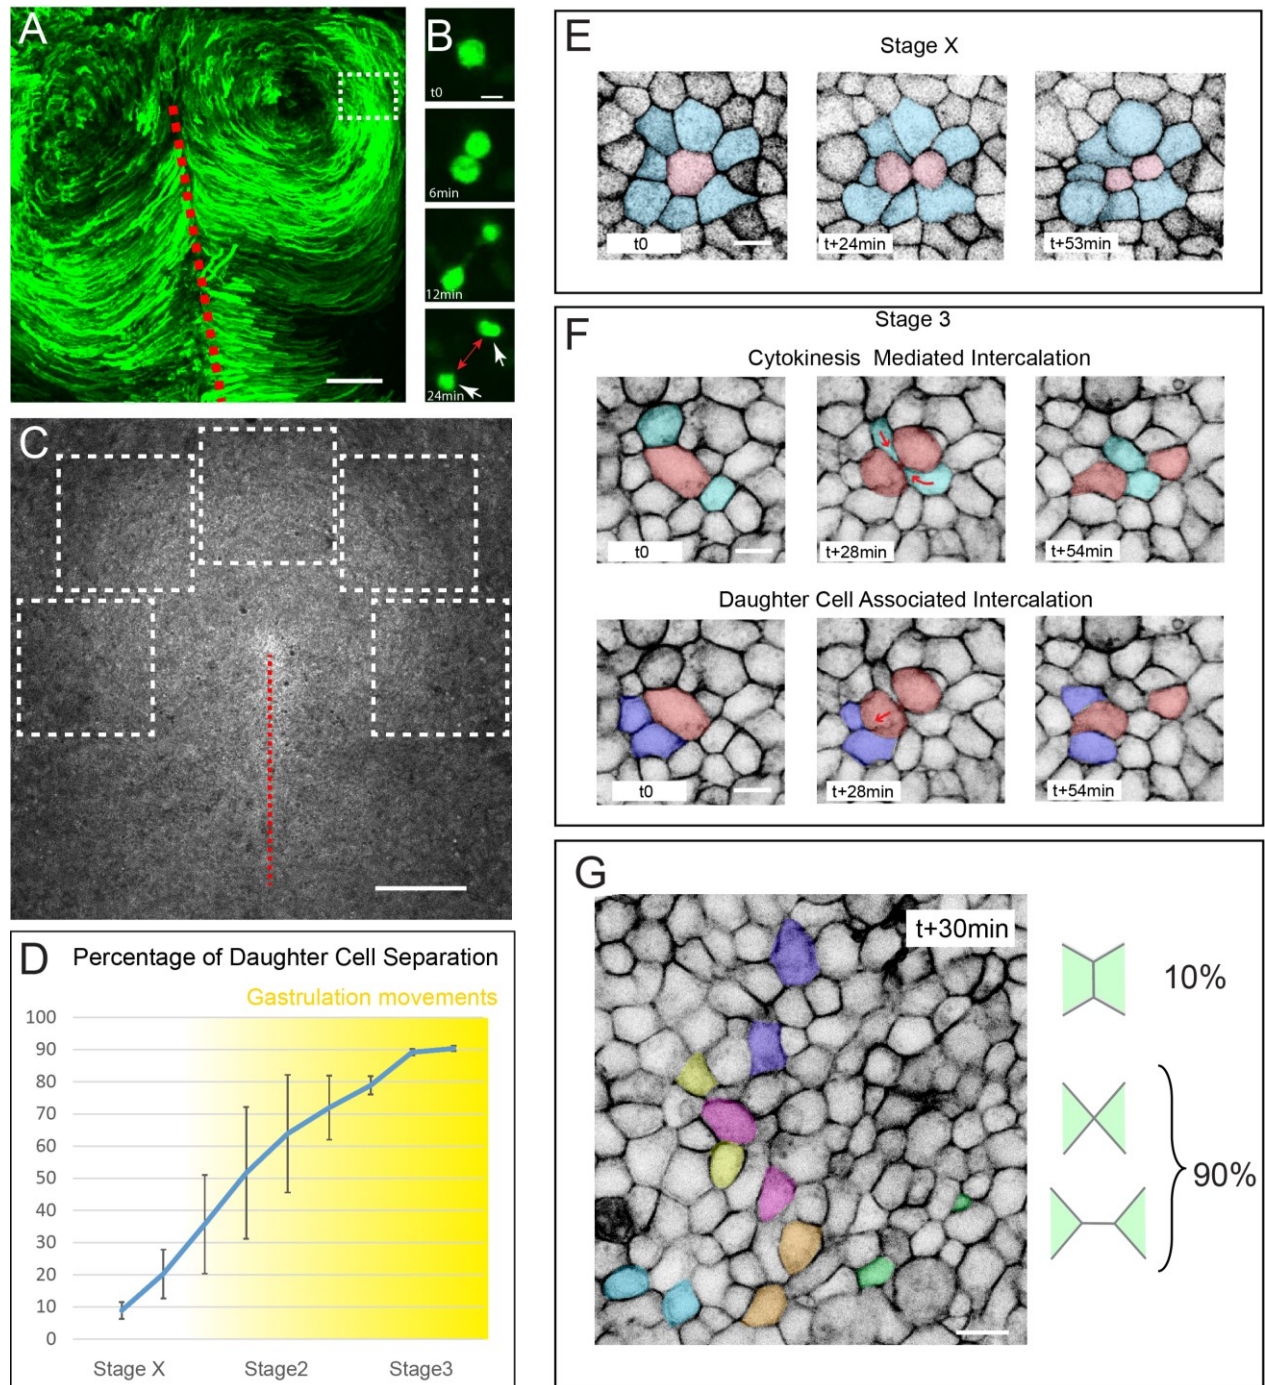 A
B
t0
6min
12min
24min
C
D
Percentage of Daughter Cell Separation
Gastrulation movements
100
90
80
70
60
50
40
30
20
10
0
Stage X
Stage2
Stage3
E
Stage X
t0
t+24min
t+53min
F
Stage 3
Cytokinesis Mediated Intercalation
t0
t+28min
t+54min
Daughter Cell Associated Intercalation
t0
t+28min
t+54min
G
t+30min
10%
90%